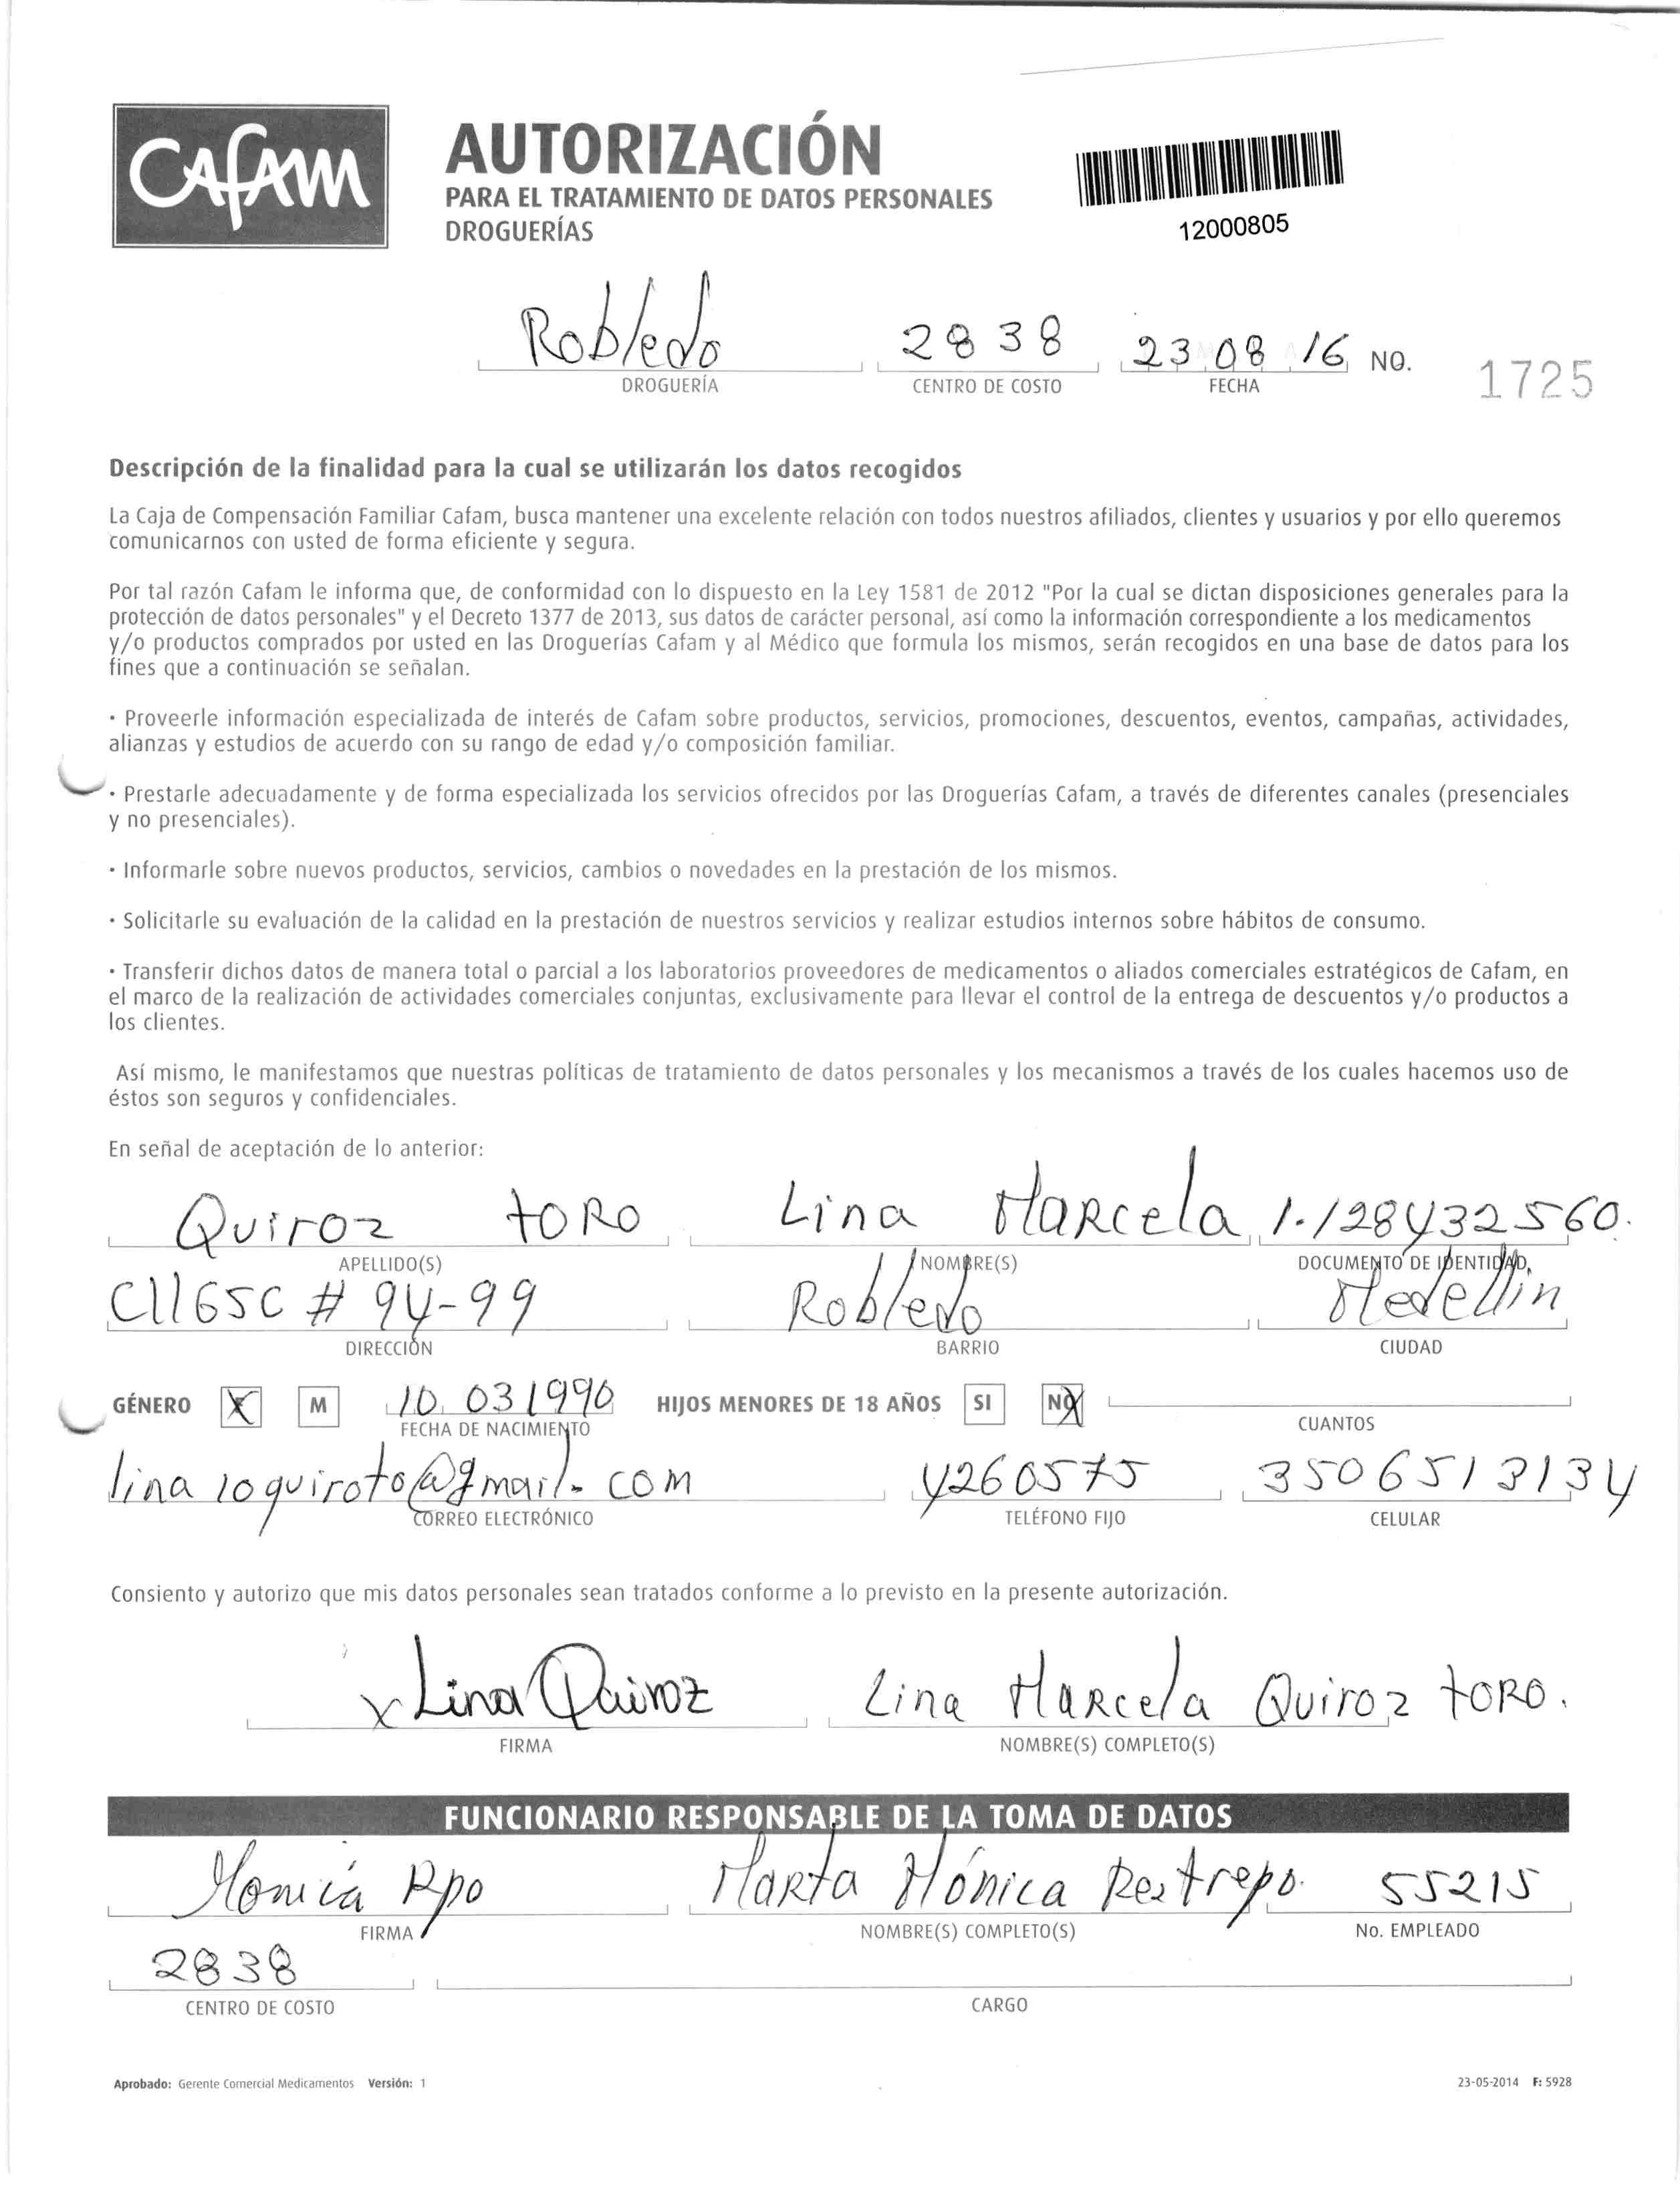 CAFAM
AUTORIZACIÓN
PARA EL TRATAMIENTO DE DATOS PERSONALES
DROGUERÍAS
12000805
Robledo 2838 23 08 16 NO. 1725
DROGUERÍA CENTRO DE COSTO FECHA
Descripción de la finalidad para la cual se utilizarán los datos recogidos
La Caja de Compensación Familiar Cafam, busca mantener una excelente relación con todos nuestros afiliados, clientes y usuarios y por ello queremos
comunicarnos con usted de forma eficiente y segura.
Por tal razón Cafam le informa que, de conformidad con lo dispuesto en la Ley 1581 de 2012 "Por la cual se dictan disposiciones generales para la
protección de datos personales" y el Decreto 1377 de 2013, sus datos de carácter personal, así como la información correspondiente a los medicamentos
y/o productos comprados por usted en las Droguerías Cafam y al Médico que formula los mismos, serán recogidos en una base de datos para los
fines que a continuación se señalan.
· Proveerle información especializada de interés de Cafam sobre productos, servicios, promociones, descuentos, eventos, campañas, actividades,
alianzas y estudios de acuerdo con su rango de edad y/o composición familiar.
· Prestarle adecuadamente y de forma especializada los servicios ofrecidos por las Droguerías Cafam, a través de diferentes canales (presenciales
y no presenciales).
· Informarle sobre nuevos productos, servicios, cambios o novedades en la prestación de los mismos.
· Solicitarle su evaluación de la calidad en la prestación de nuestros servicios y realizar estudios internos sobre hábitos de consumo.
· Transferir dichos datos de manera total o parcial a los laboratorios proveedores de medicamentos o aliados comerciales estratégicos de Cafam, en
el marco de la realización de actividades comerciales conjuntas, exclusivamente para llevar el control de la entrega de descuentos y/o productos a
los clientes.
Así mismo, le manifestamos que nuestras políticas de tratamiento de datos personales y los mecanismos a través de los cuales hacemos uso de
éstos son seguros y confidenciales.
En señal de aceptación de lo anterior:
Quiroz toro Lina Marcela 1.128432560.
APELLIDO(S) NOMBRE(S) DOCUMENTO DE IDENTIDAD
Cll65C # 94-99 Robledo Medellin
DIRECCIÓN BARRIO CIUDAD
GÉNERO X M 10 03 1990 HIJOS MENORES DE 18 AÑOS SI NO X
FECHA DE NACIMIENTO CUANTOS
lina loquiroto@gmail.com 4260575 3506513134
CORREO ELECTRÓNICO TELÉFONO FIJO CELULAR
Consiento y autorizo que mis datos personales sean tratados conforme a lo previsto en la presente autorización.
x Lina Quiroz Lina Marcela Quiroz toro.
FIRMA NOMBRE(S) COMPLETO(S)
FUNCIONARIO RESPONSABLE DE LA TOMA DE DATOS
Monica Rpo Marta Mónica Restrepo. 55215
FIRMA NOMBRE(S) COMPLETO(S) No. EMPLEADO
2838
CENTRO DE COSTO CARGO
Aprobado: Gerente Comercial Medicamentos Versión: 1 23-05-2014 F: 5928